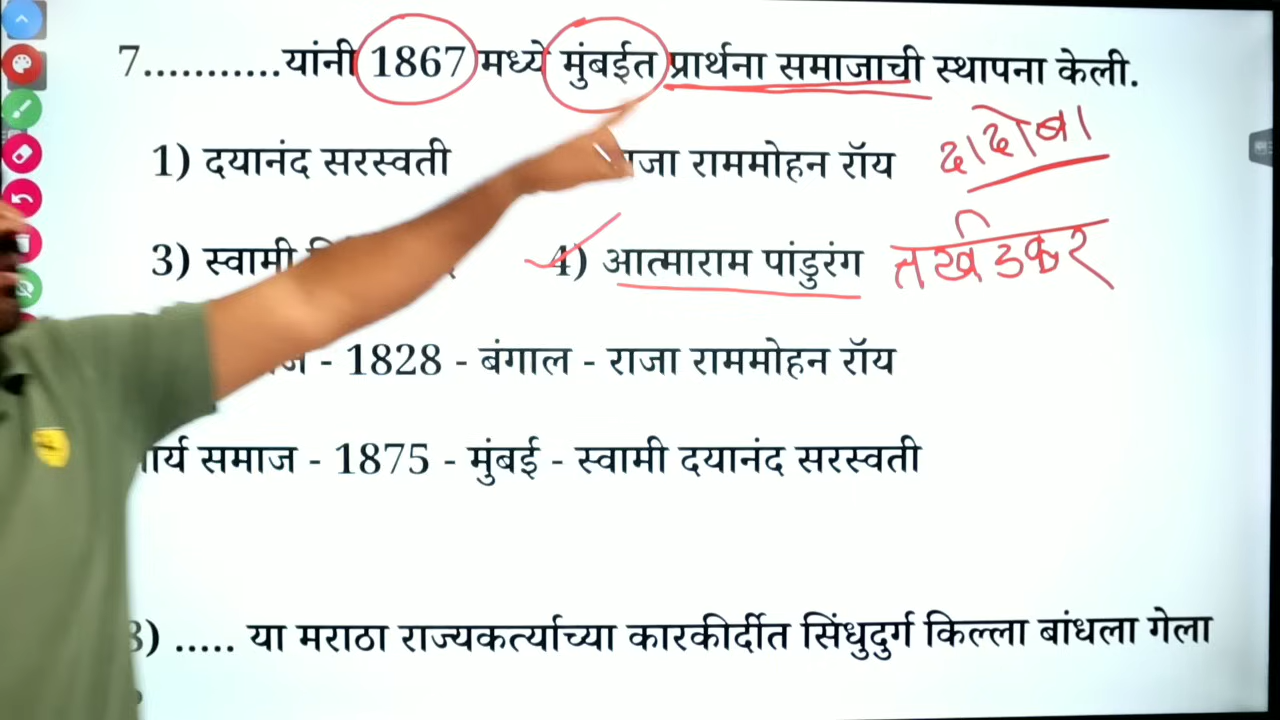 7...........यांनी 1867 मध्ये मुंबईत प्रार्थना समाजाची स्थापना केली.
1) दयानंद सरस्वती राममोहन रॉय दादोबा
3) स्वामी 4) आत्माराम पांडुरंग तर्खडकर
- 1828 - बंगाल - राजा राममोहन रॉय
समाज - 1875 - मुंबई - स्वामी दयानंद सरस्वती
8) ..... या मराठा राज्यकर्त्याच्या कारकीर्दीत सिंधुदुर्ग किल्ला बांधला गेला